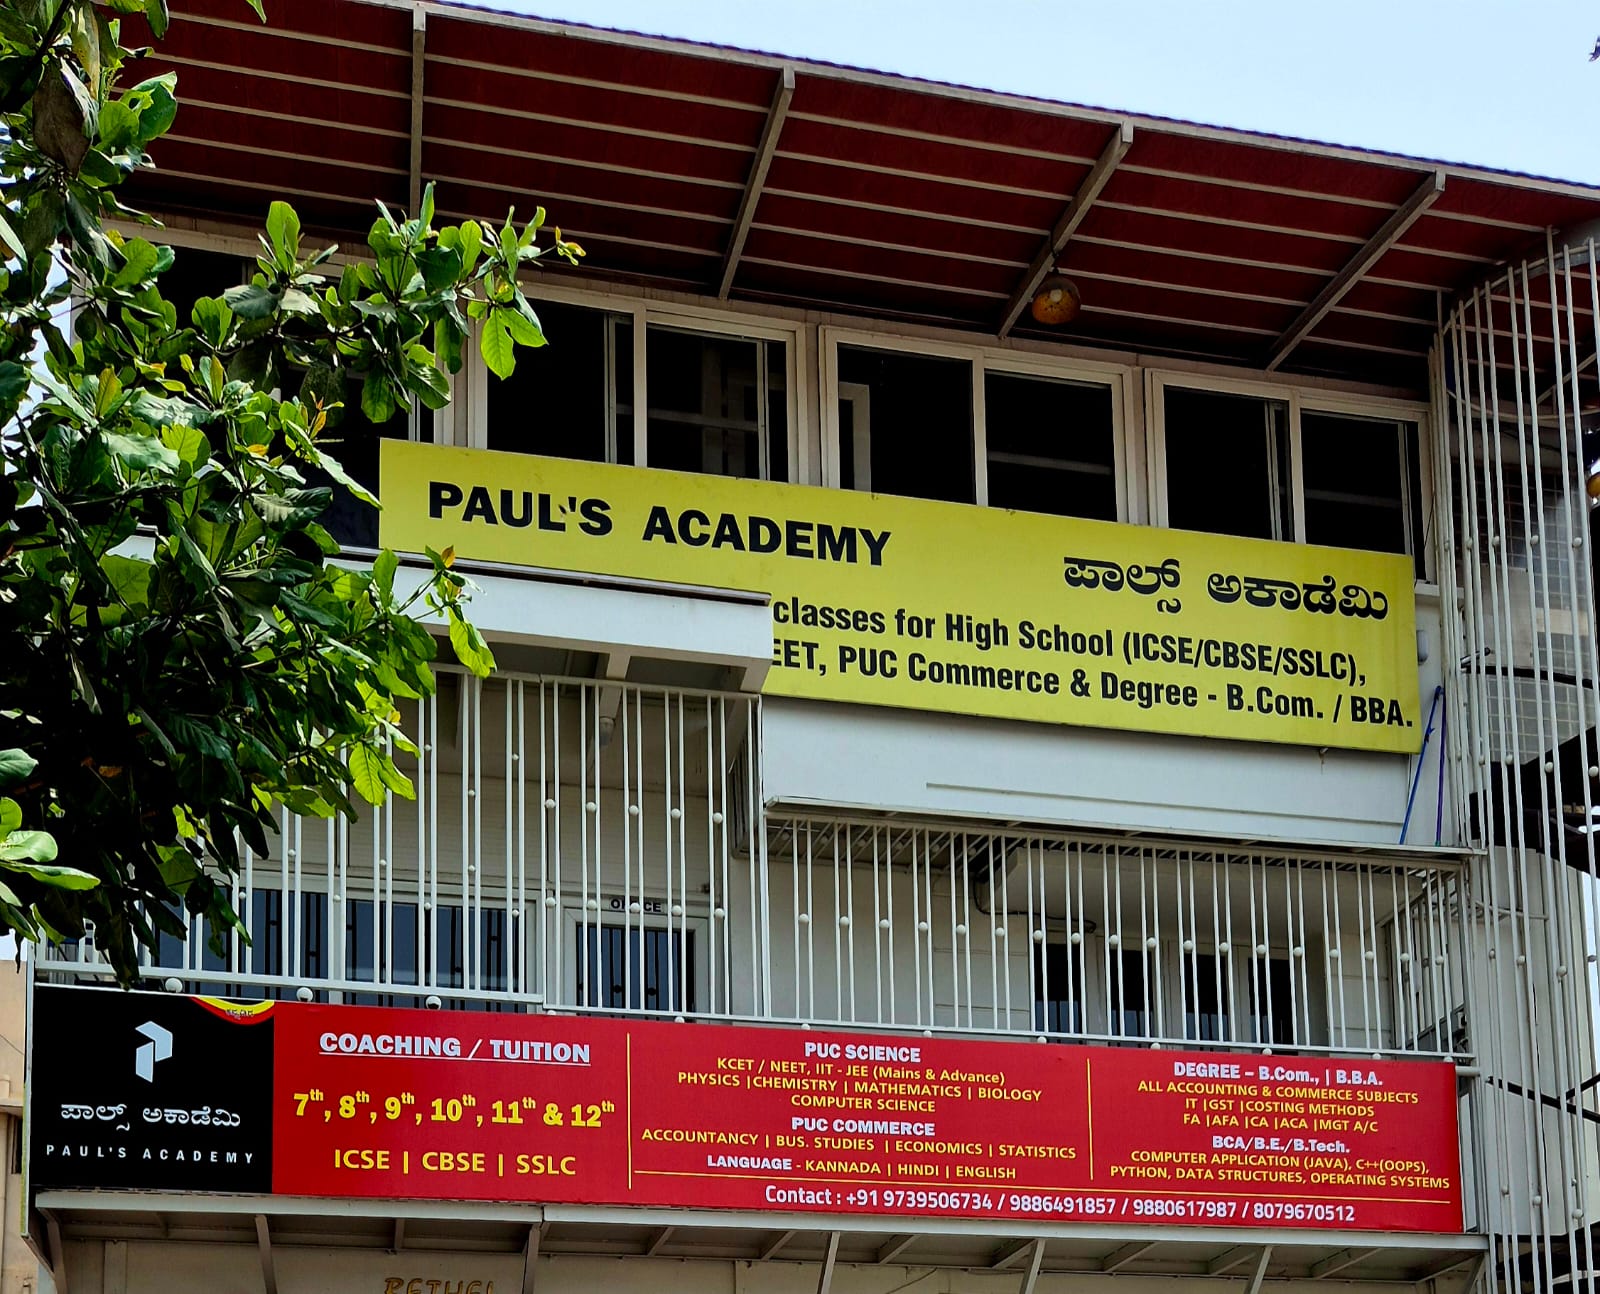 PAUL'S ACADEMY
ಪಾಲ್ಸ್ ಅಕಾಡೆಮಿ
classes for High School (ICSE/CBSE/SSLC),
PUC Commerce & Degree - B.Com. / BBA.
ಪಾಲ್ಸ್ ಅಕಾಡೆಮಿ
PAUL'S ACADEMY
COACHING / TUITION
7th, 8th, 9th, 10th, 11th & 12th
ICSE | CBSE | SSLC
PUC SCIENCE
KCET / NEET, IIT - JEE (Mains & Advance)
PHYSICS |CHEMISTRY | MATHEMATICS | BIOLOGY
COMPUTER SCIENCE
PUC COMMERCE
ACCOUNTANCY | BUS. STUDIES | ECONOMICS | STATISTICS
LANGUAGE - KANNADA | HINDI | ENGLISH
DEGREE – B.Com., | B.B.A.
ALL ACCOUNTING & COMMERCE SUBJECTS
IT |GST |COSTING METHODS
FA |AFA |CA |ACA |MGT A/C
BCA/B.E./B.Tech.
COMPUTER APPLICATION (JAVA), C++(OOPS),
PYTHON, DATA STRUCTURES, OPERATING SYSTEMS
Contact : +91 9739506734 / 9886491857 / 9880617987 / 8079670512
BETHEL